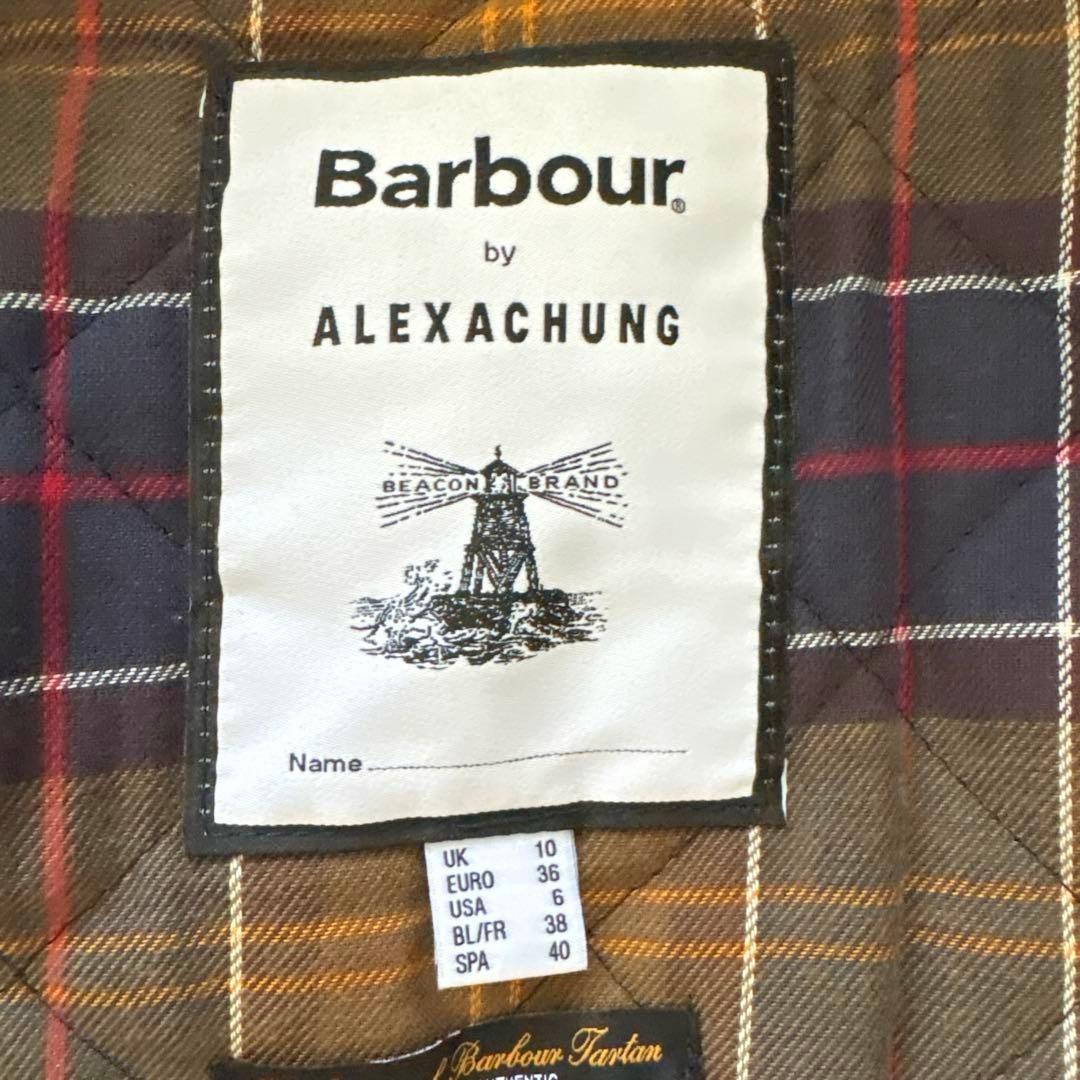 Barbour®
by
ALEXACHUNG
BEACON BRAND
Name
UK 10
EURO 36
USA 6
BL/FR 38
SPA 40
Barbour Tartan